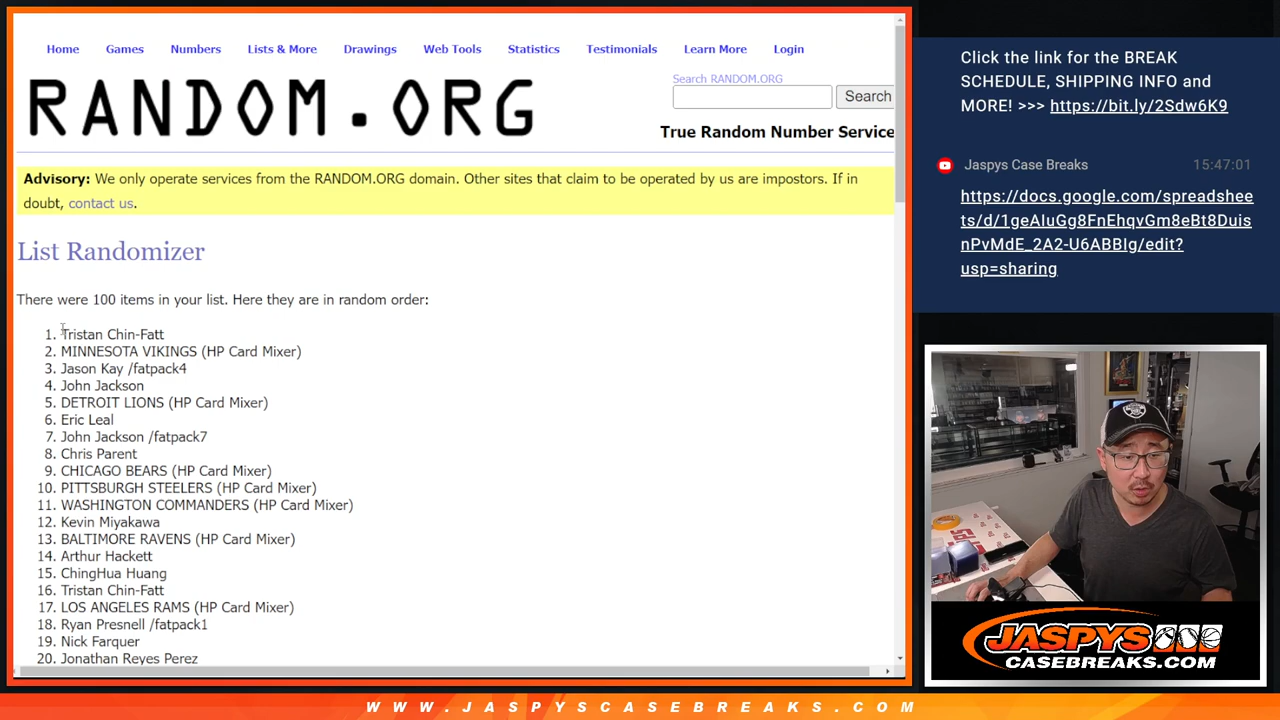 Home Games Numbers Lists & More Drawings Web Tools Statistics Testimonials Learn More Login
RANDOM.ORG
Search RANDOM.ORG
Search
True Random Number Service
Advisory: We only operate services from the RANDOM.ORG domain. Other sites that claim to be operated by us are impostors. If in
doubt, contact us.
List Randomizer
There were 100 items in your list. Here they are in random order:
1. Tristan Chin-Fatt
2. MINNESOTA VIKINGS (HP Card Mixer)
3. Jason Kay /fatpack4
4. John Jackson
5. DETROIT LIONS (HP Card Mixer)
6. Eric Leal
7. John Jackson /fatpack7
8. Chris Parent
9. CHICAGO BEARS (HP Card Mixer)
10. PITTSBURGH STEELERS (HP Card Mixer)
11. WASHINGTON COMMANDERS (HP Card Mixer)
12. Kevin Miyakawa
13. BALTIMORE RAVENS (HP Card Mixer)
14. Arthur Hackett
15. ChingHua Huang
16. Tristan Chin-Fatt
17. LOS ANGELES RAMS (HP Card Mixer)
18. Ryan Presnell /fatpack1
19. Nick Farquer
20. Jonathan Reyes Perez
Click the link for the BREAK
SCHEDULE, SHIPPING INFO and
MORE! >>> https://bit.ly/2Sdw6K9
Jaspys Case Breaks 15:47:01
https://docs.google.com/spreadshee
ts/d/1geAIuGg8FnEhqvGm8eBt8Duis
nPvMdE_2A2-U6ABBIg/edit?
usp=sharing
JASPYS
CASEBREAKS.COM
WWW.JASPYSCASEBREAKS.COM